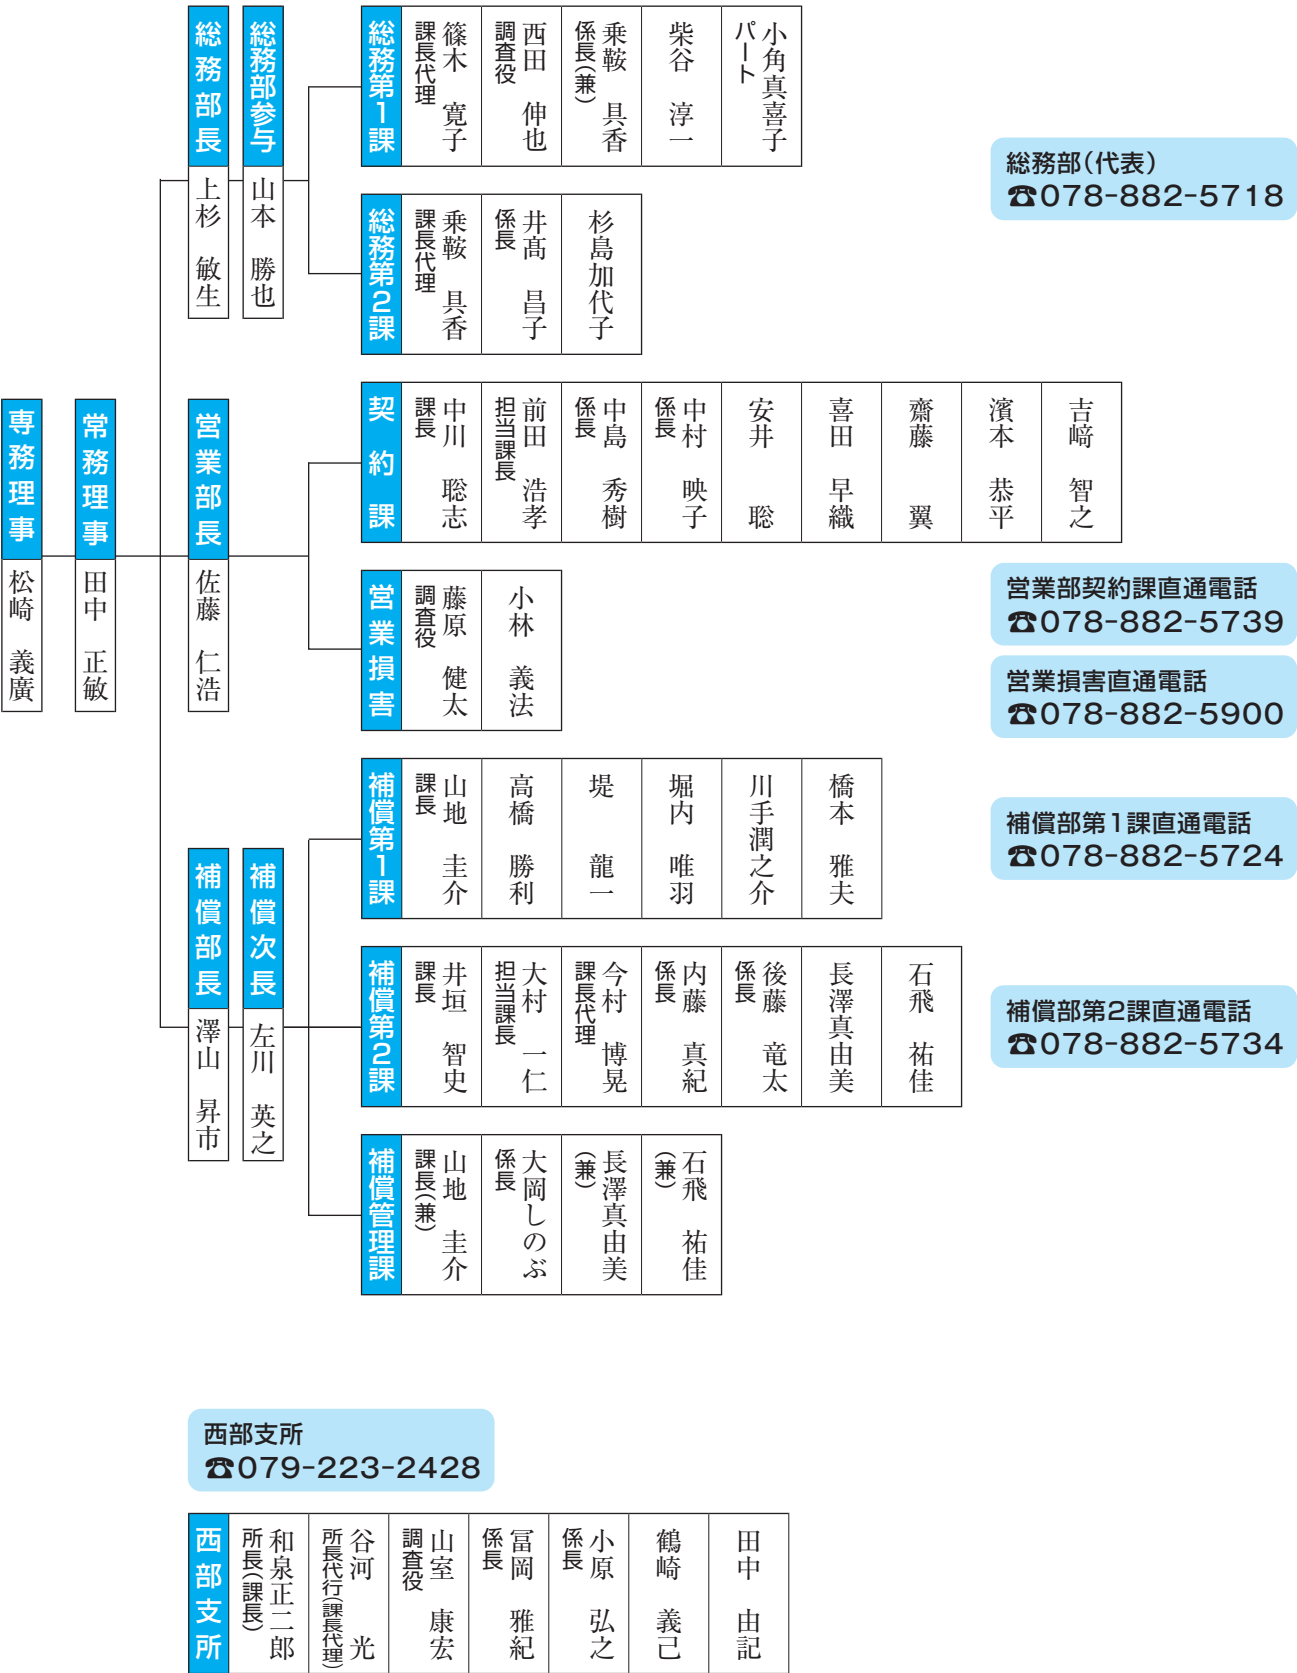 専務理事
松崎 義廣
常務理事
田中 正敏
総務部長
上杉 敏生
総務部参与
山本 勝也
総務第1課
篠木 寛子
課長代理
西田 伸也
調査役
乗鞍 具香
係長(兼)
柴谷 淳一
小角真喜子
パート
総務第2課
乗鞍 具香
課長代理
井髙 昌子
係長
杉島加代子
総務部(代表)
☎078-882-5718
営業部長
佐藤 仁浩
契約課
中川 聡志
課長
前田 浩孝
担当課長
中島 秀樹
係長
中村 映子
係長
安井 聡
喜田 早織
齋藤 翼
濱本 恭平
吉﨑 智之
営業損害
藤原 健太
調査役
小林 義法
営業部契約課直通電話
☎078-882-5739
営業損害直通電話
☎078-882-5900
補償部長
澤山 昇市
補償次長
左川 英之
補償第1課
山地 圭介
課長
高橋 勝利
堤 龍一
堀内 唯羽
川手潤之介
橋本 雅夫
補償部第1課直通電話
☎078-882-5724
補償第2課
井垣 智史
課長
大村 一仁
担当課長
今村 博晃
課長代理
内藤 真紀
係長
後藤 竜太
係長
長澤真由美
石飛 祐佳
補償部第2課直通電話
☎078-882-5734
補償管理課
山地 圭介
課長(兼)
大岡しのぶ
係長
長澤真由美
(兼)
石飛 祐佳
(兼)
西部支所
☎079-223-2428
西部支所
和泉正二郎
所長(課長)
谷河 光
所長代行(課長代理)
山室 康宏
調査役
冨岡 雅紀
係長
小原 弘之
係長
鶴崎 義己
田中 由記